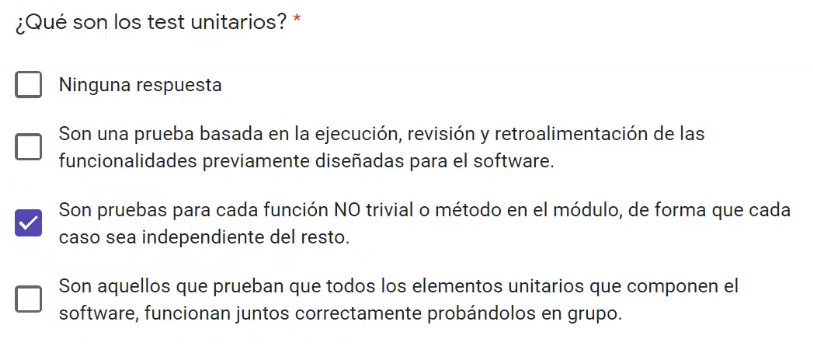 ¿Qué son los test unitarios? *
Ninguna respuesta
Son una prueba basada en la ejecución, revisión y retroalimentación de las
funcionalidades previamente diseñadas para el software.
Son pruebas para cada función NO trivial o método en el módulo, de forma que cada
caso sea independiente del resto.
Son aquellos que prueban que todos los elementos unitarios que componen el
software, funcionan juntos correctamente probándolos en grupo.